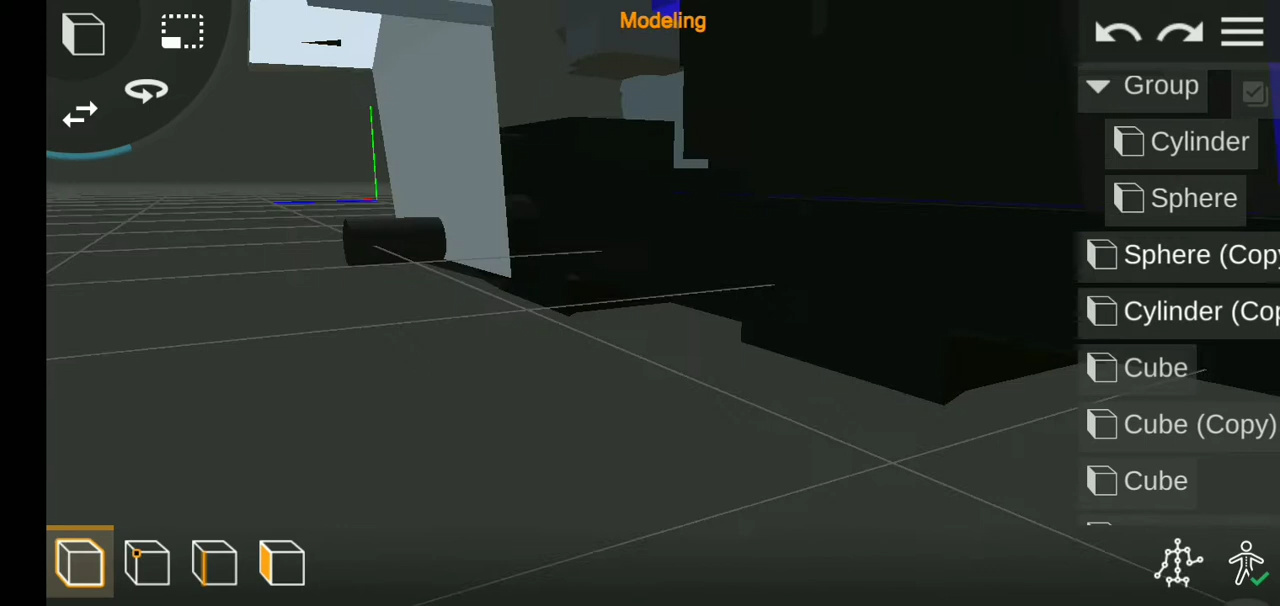 Modeling
Group
Cylinder
Sphere
Sphere (Copy
Cylinder (Cop
Cube
Cube (Copy)
Cube